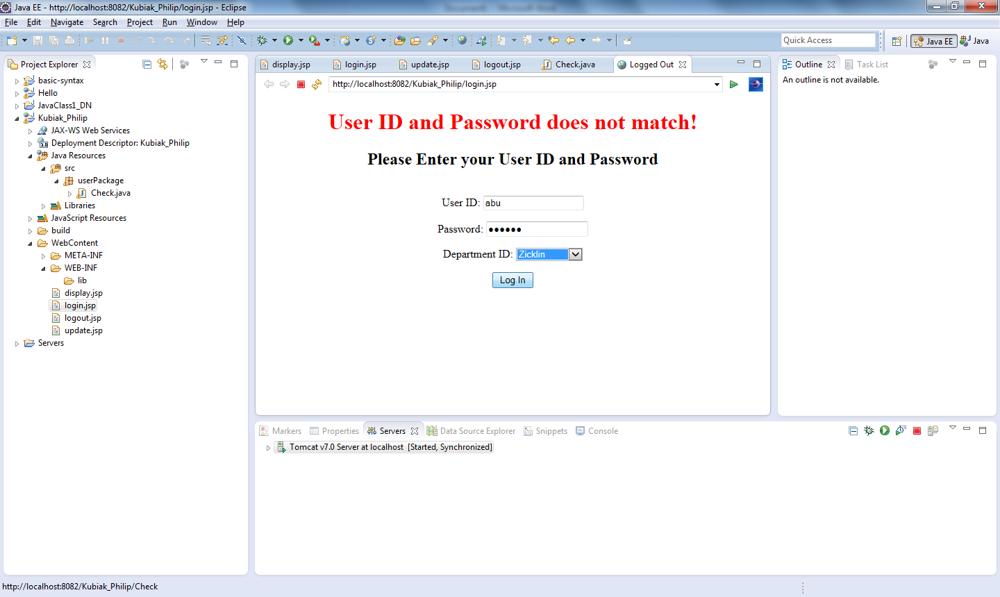 Java EE - http://localhost:8082/Kubiak_Philip/login.jsp - Eclipse
File Edit Navigate Search Project Run Window Help
Quick Access
Java EE
Java
Project Explorer
basic-syntax
Hello
JavaClass1_DN
Kubiak_Philip
JAX-WS Web Services
3.0 Deployment Descriptor: Kubiak_Philip
Java Resources
src
userPackage
Check.java
Libraries
JavaScript Resources
build
WebContent
META-INF
WEB-INF
lib
display.jsp
login.jsp
logout.jsp
update.jsp
Servers
display.jsp login.jsp update.jsp logout.jsp Check.java Logged Out
http://localhost:8082/Kubiak_Philip/login.jsp
User ID and Password does not match!
Please Enter your User ID and Password
User ID: abu
Password: ●●●●●●
Department ID: Zicklin
Log In
Outline Task List
An outline is not available.
Markers Properties Servers Data Source Explorer Snippets Console
Tomcat v7.0 Server at localhost [Started, Synchronized]
http://localhost:8082/Kubiak_Philip/Check